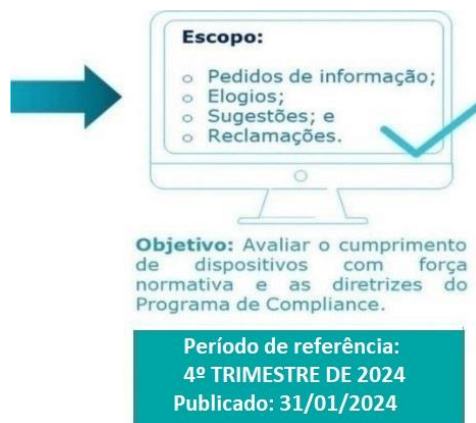 Escopo:
o Pedidos de informação;
o Elogios;
o Sugestões; e
o Reclamações.
Objetivo: Avaliar o cumprimento
de dispositivos com força
normativa e as diretrizes do
Programa de Compliance.
Período de referência:
4º TRIMESTRE DE 2024
Publicado: 31/01/2024